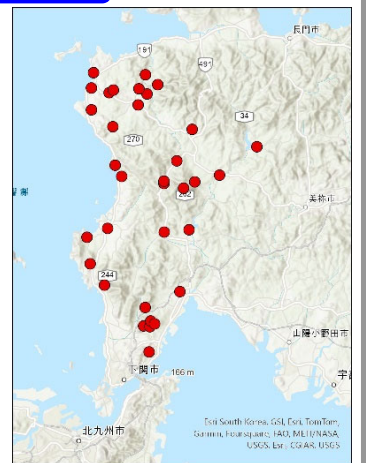 長門市
191
491
34
270
美祢市
262
244
山陽小野田市
下関市
166 m
宇
北九州市
Esri South Korea, GSI, Esri, TomTom,
Garmin, Foursquare, FAO, METI/NASA,
USGS, Esri, CGIAR, USGS